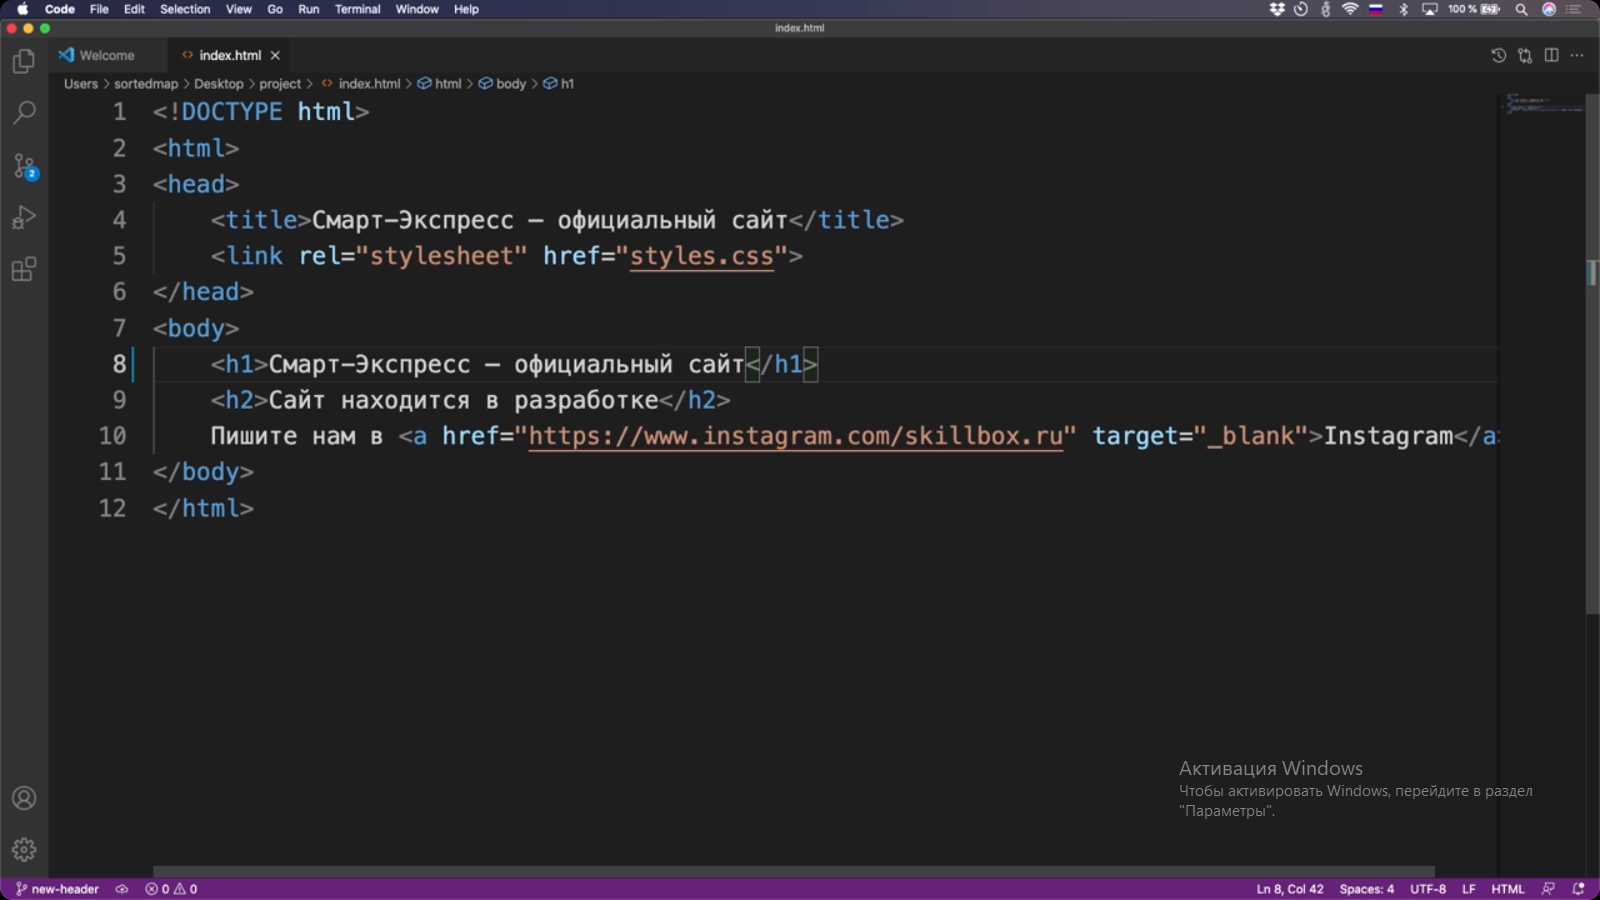 Code File Edit Selection View Go Run Terminal Window Help 100 %
index.html
Welcome index.html
Users > sortedmap > Desktop > project > index.html > html > body > h1
1 <!DOCTYPE html>
2 <html>
3 <head>
4 <title>Смарт-Экспресс — официальный сайт</title>
5 <link rel="stylesheet" href="styles.css">
6 </head>
7 <body>
8 <h1>Смарт-Экспресс — официальный сайт</h1>
9 <h2>Сайт находится в разработке</h2>
10 Пишите нам в <a href="https://www.instagram.com/skillbox.ru" target="_blank">Instagram</a>
11 </body>
12 </html>
2
Активация Windows
Чтобы активировать Windows, перейдите в раздел
"Параметры".
new-header 0 0 Ln 8, Col 42 Spaces: 4 UTF-8 LF HTML